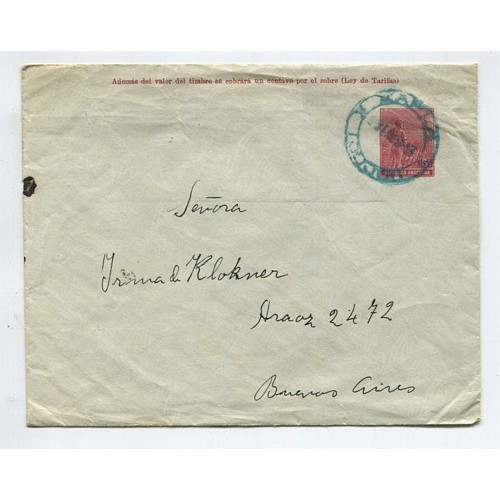 Además del valor del timbre se cobrará un centavo por el sobre (Ley de Tarifas)
Señora
Irma de Klokner
Araoz 2472
Buenos Aires